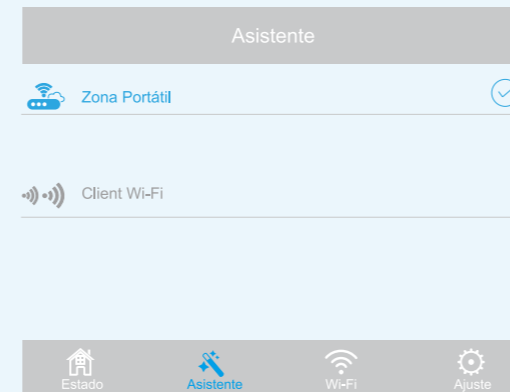 Asistente
Zona Portátil
Client Wi-Fi
Estado Asistente Wi-Fi Ajuste